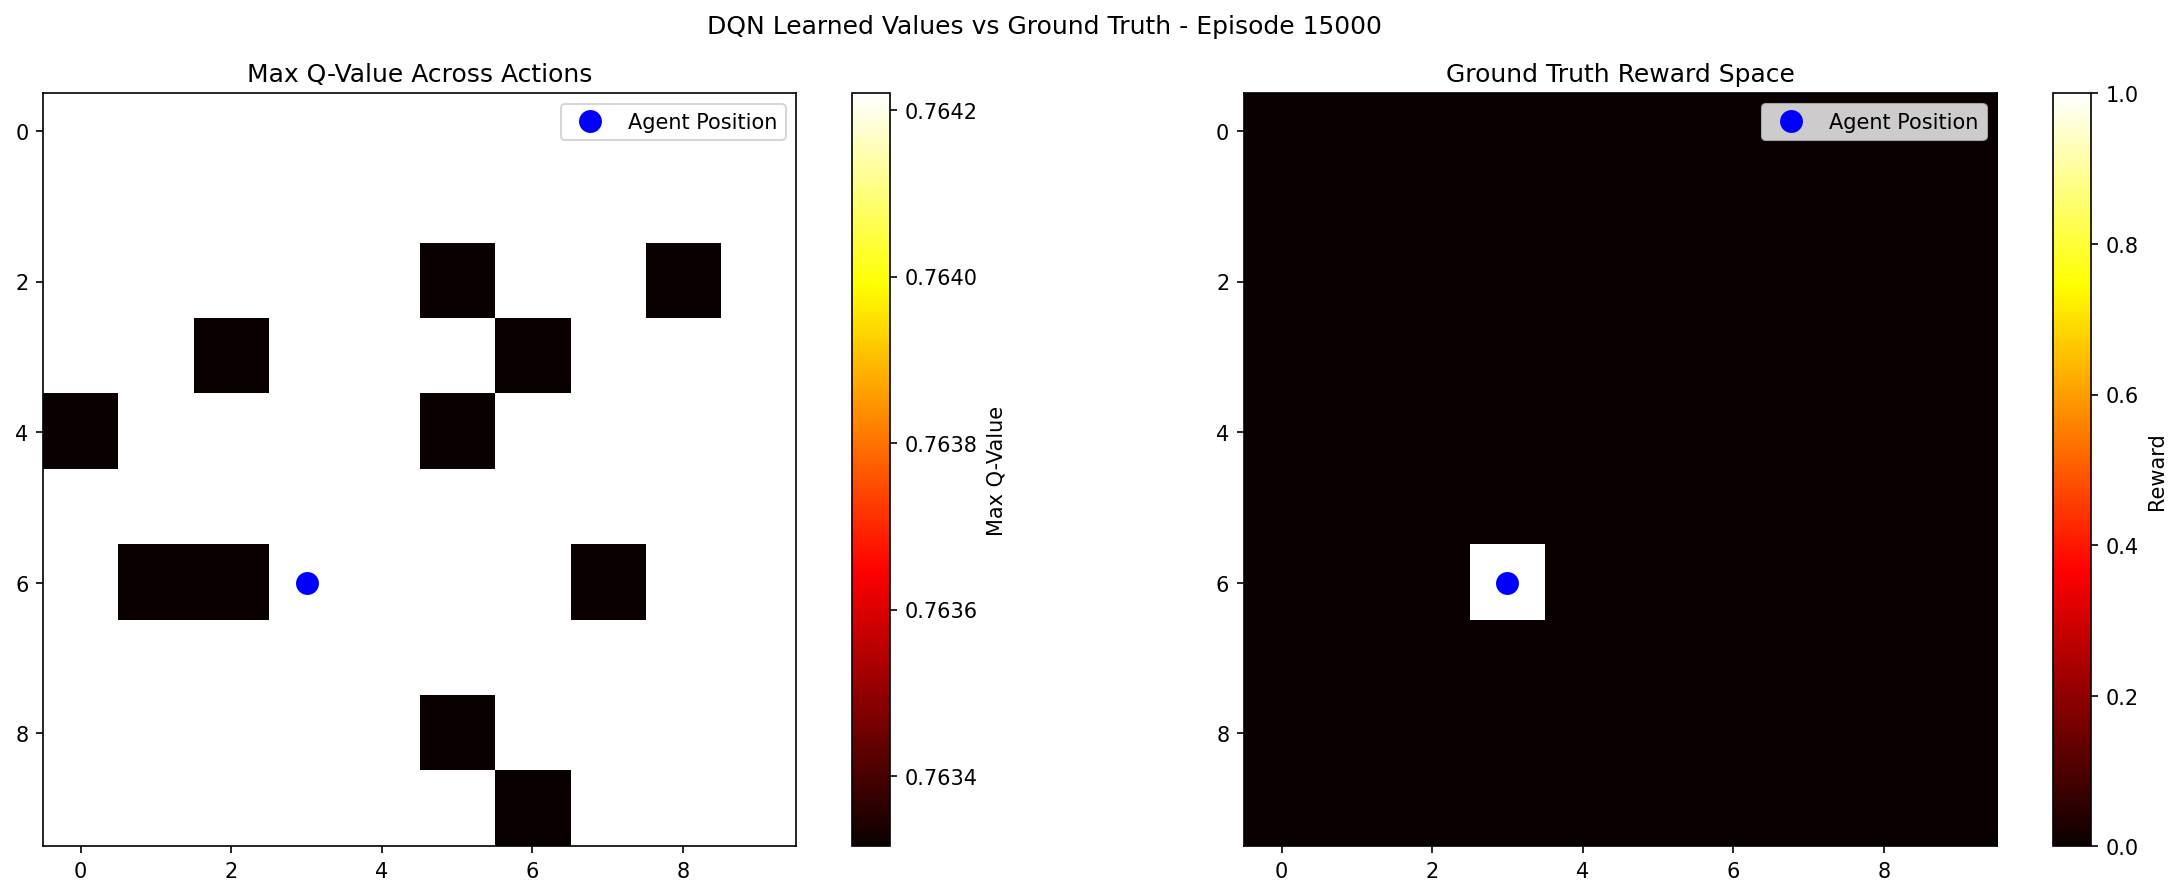 DQN Learned Values vs Ground Truth - Episode 15000
Max Q-Value Across Actions
Agent Position
0
2
4
6
8
0 2 4 6 8
0.7642
0.7640
0.7638
0.7636
0.7634
Max Q-Value
Ground Truth Reward Space
Agent Position
0
2
4
6
8
0 2 4 6 8
1.0
0.8
0.6
0.4
0.2
0.0
Reward